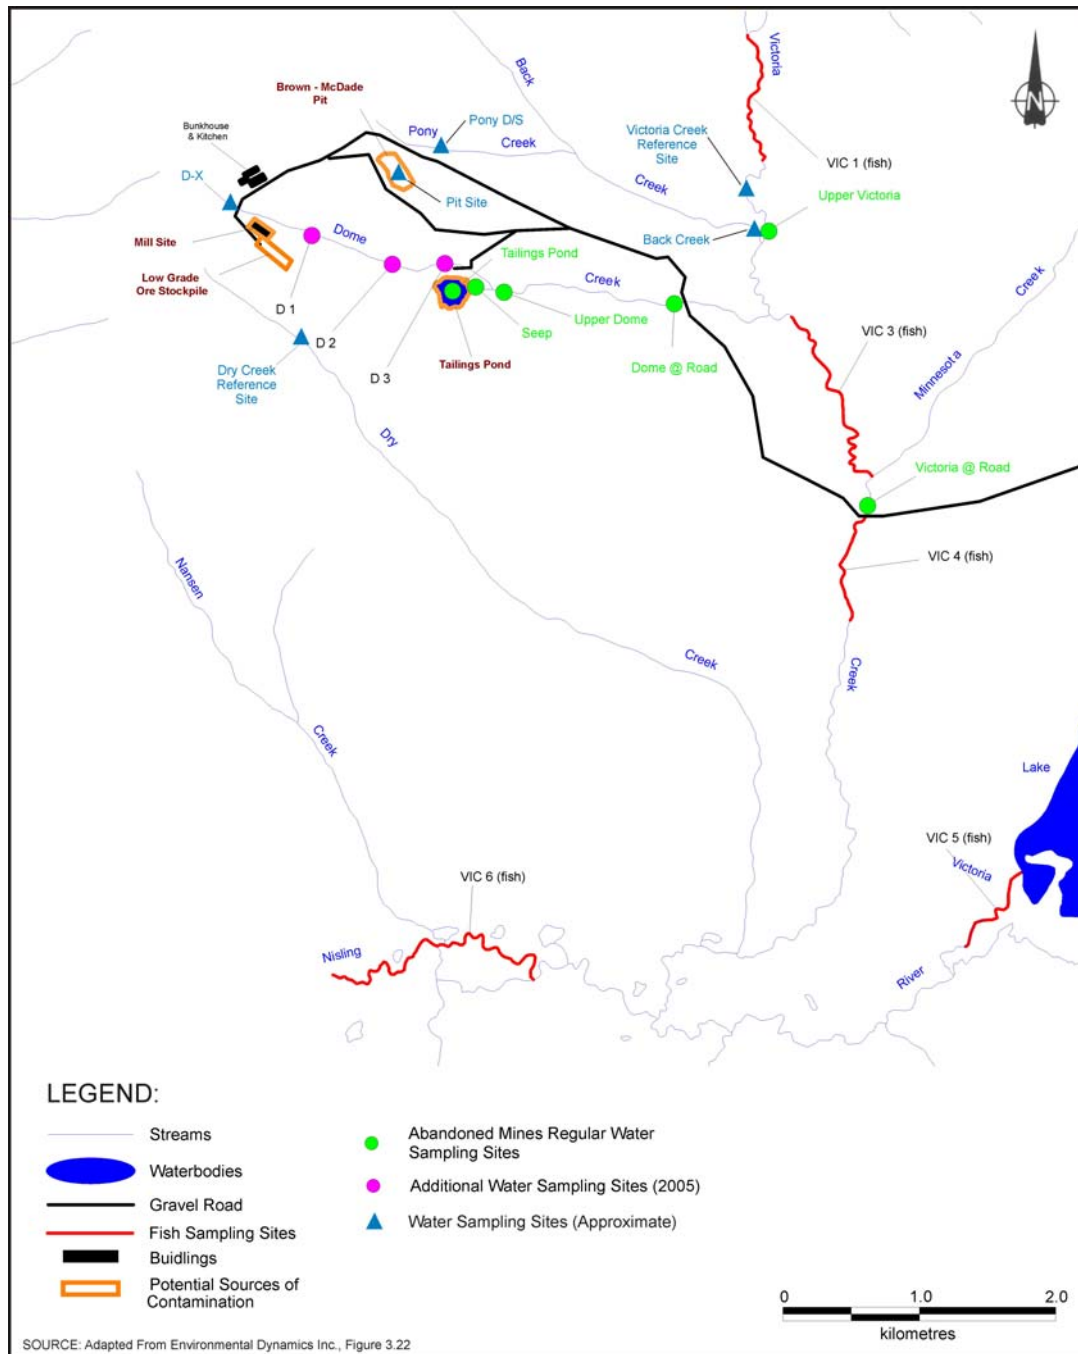 Victoria
Back
N
Brown - McDade
Pit
Pony D/S
Pony
Creek
Bunkhouse
& Kitchen
Victoria Creek
Reference
Site
VIC 1 (fish)
D-X
Pit Site
Creek
Upper Victoria
Back Creek
Mill Site
Dome
Tailings Pond
Low Grade
Ore Stockpile
Creek
Creek
D 1
Upper Dome
Seep
D 2
Dry Creek
Reference
Site
D 3
Tailings Pond
Dome @ Road
VIC 3 (fish)
Minnesota
Dry
Victoria @ Road
Nansen
VIC 4 (fish)
Creek
Creek
Creek
Lake
VIC 5 (fish)
Victoria
VIC 6 (fish)
Nisling
River
LEGEND:
Streams
Waterbodies
Gravel Road
Fish Sampling Sites
Buidlings
Potential Sources of
Contamination
Abandoned Mines Regular Water
Sampling Sites
Additional Water Sampling Sites (2005)
Water Sampling Sites (Approximate)
0 1.0 2.0
kilometres
SOURCE: Adapted From Environmental Dynamics Inc., Figure 3.22